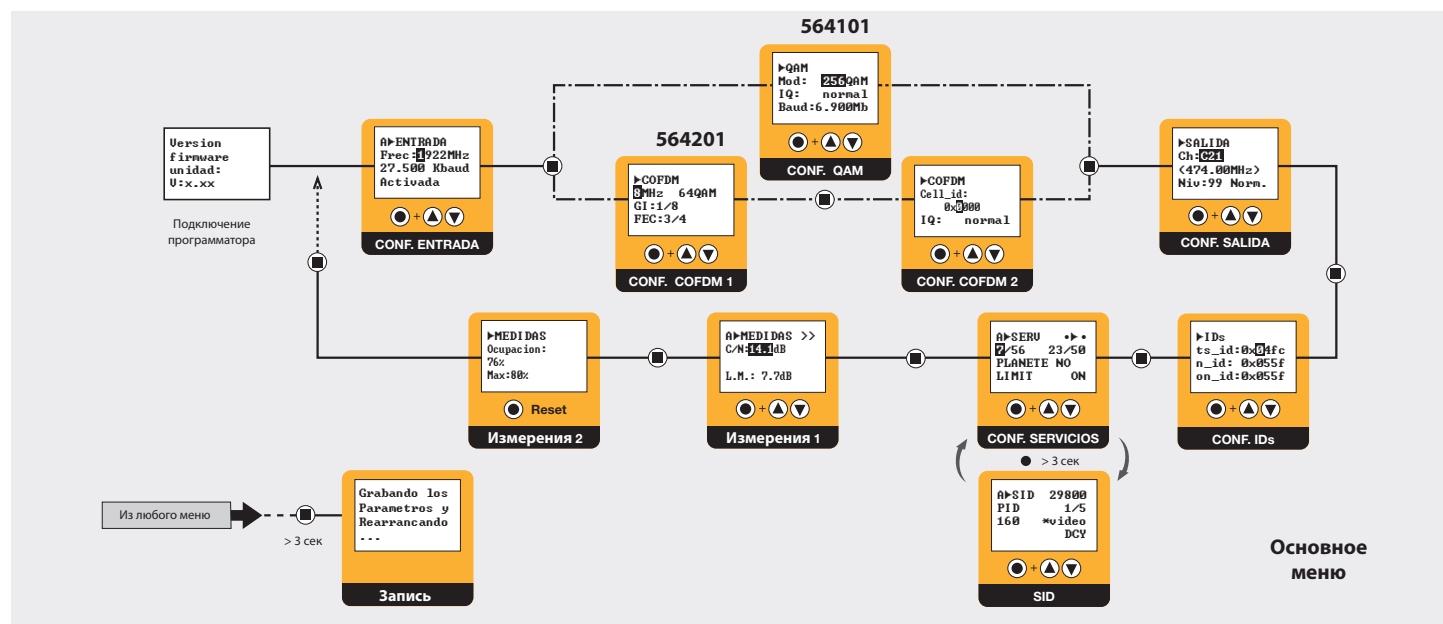 564101
▶QAM
Mod: 256QAM
IQ: normal
Baud:6.900Mb
+
CONF. QAM
Version
firmware
unidad:
V:x.xx
Подключение
программатора
A▶ENTRADA
Frec:1922MHz
27.500 Kbaud
Activada
+
CONF. ENTRADA
564201
▶COFDM
8MHz 64QAM
GI:1/8
FEC:3/4
+
CONF. COFDM 1
▶COFDM
Cell_id:
0x0000
IQ: normal
+
CONF. COFDM 2
▶SALIDA
Ch:C21
(474.00MHz)
Niv:99 Norm.
+
CONF. SALIDA
▶MEDIDAS
Ocupacion:
76%
Max:80%
Reset
Измерения 2
A▶MEDIDAS >>
C/N:14.1dB
L.M.: 7.7dB
+
Измерения 1
A▶SERV •▶•
7/56 23/50
PLANETE NO
LIMIT ON
+
CONF. SERVICIOS
▶IDs
ts_id:0x04fc
n_id: 0x055f
on_id:0x055f
+
CONF. IDs
> 3 сек
A▶SID 29800
PID 1/5
160 *video
DCY
+
SID
Из любого меню
> 3 сек
Grabando los
Parametros y
Rearrancando
...
Запись
Основное
меню